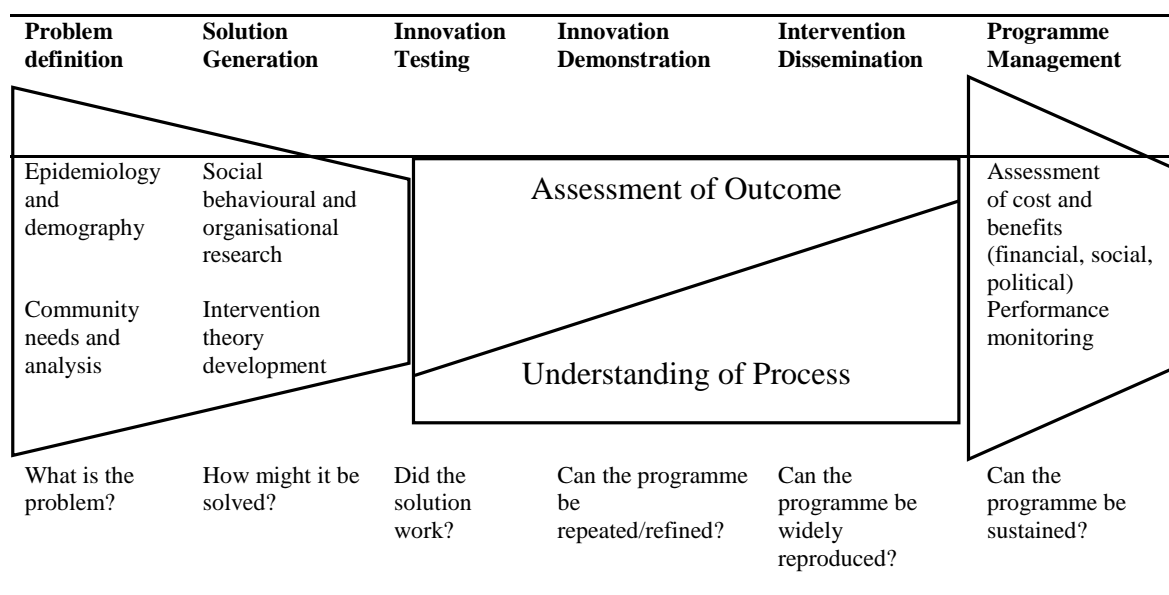 Problem definition
Solution Generation
Innovation Testing
Innovation Demonstration
Intervention Dissemination
Programme Management
Epidemiology
and
demography
Community
needs and
analysis
Social
behavioural and
organisational
research
Intervention
theory
development
Assessment of Outcome
Understanding of Process
Assessment
of cost and
benefits
(financial, social,
political)
Performance
monitoring
What is the
problem?
How might it be
solved?
Did the
solution
work?
Can the programme
be
repeated/refined?
Can the
programme be
widely
reproduced?
Can the
programme be
sustained?